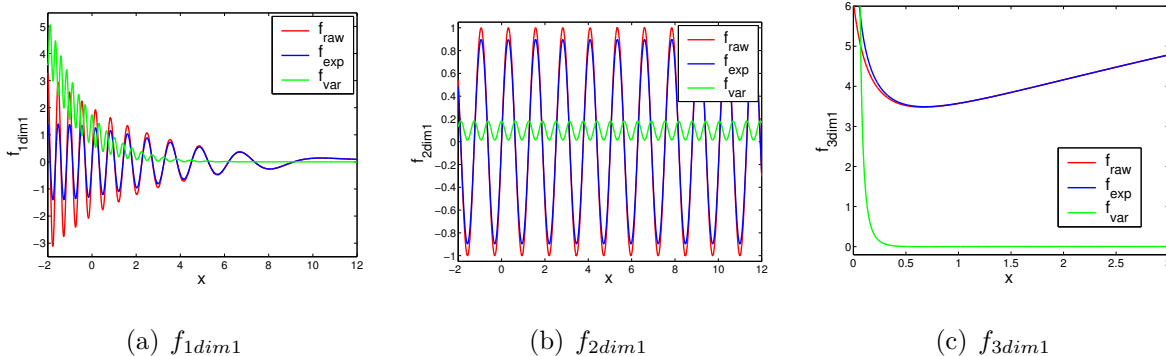 5
4
3
2
1
0
-1
-2
-3
-2 0 2 4 6 8 10 12
x
f1dim1
fraw
fexp
fvar
1
0.8
0.6
0.4
0.2
0
-0.2
-0.4
-0.6
-0.8
-1
-2 0 2 4 6 8 10 12
x
f2dim1
fraw
fexp
fvar
6
5
4
3
2
1
0
0 0.5 1 1.5 2 2.5 3
x
f3dim1
fraw
fexp
fvar
(a) f1dim1
(b) f2dim1
(c) f3dim1